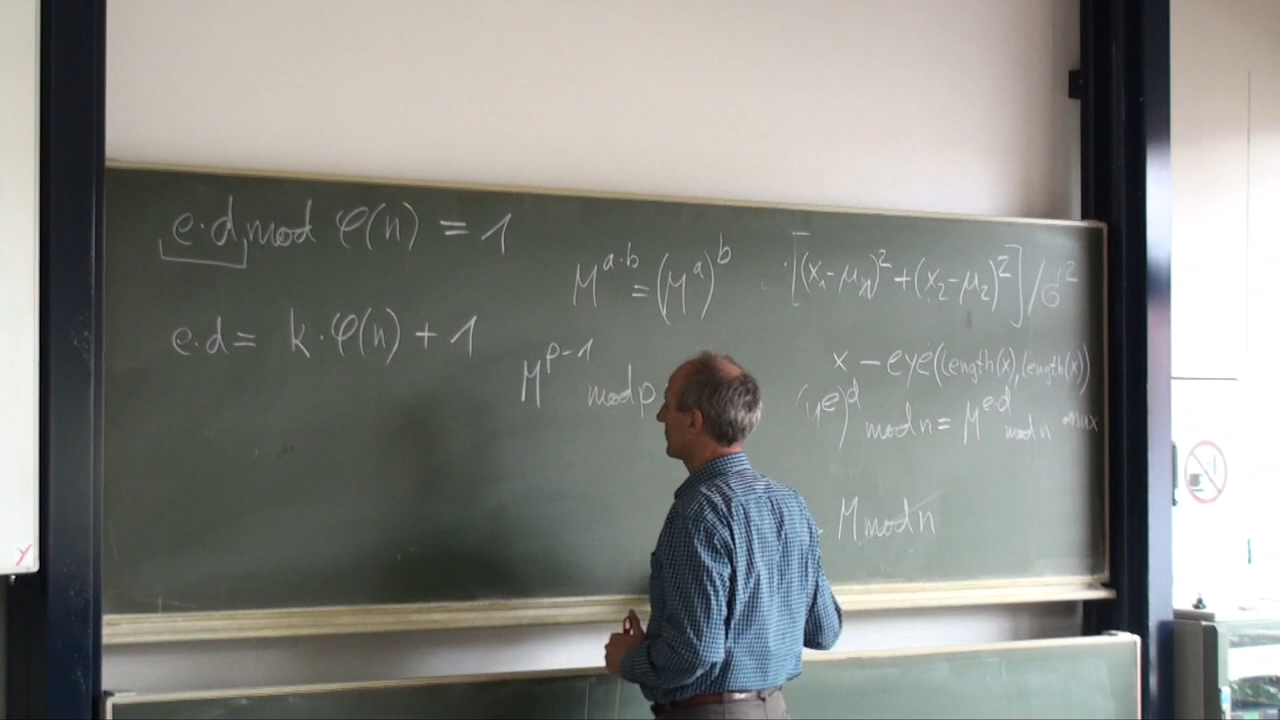 e·d mod φ(n) = 1
e·d = k·φ(n) + 1
M^{a·b} = (M^a)^b
M^{p-1} mod p
[(x₁-μ₁)² + (x₂-μ₂)²] / σ²
x - eye(length(x), length(x))
e)^d mod n = M^{e·d} mod n
M mod n